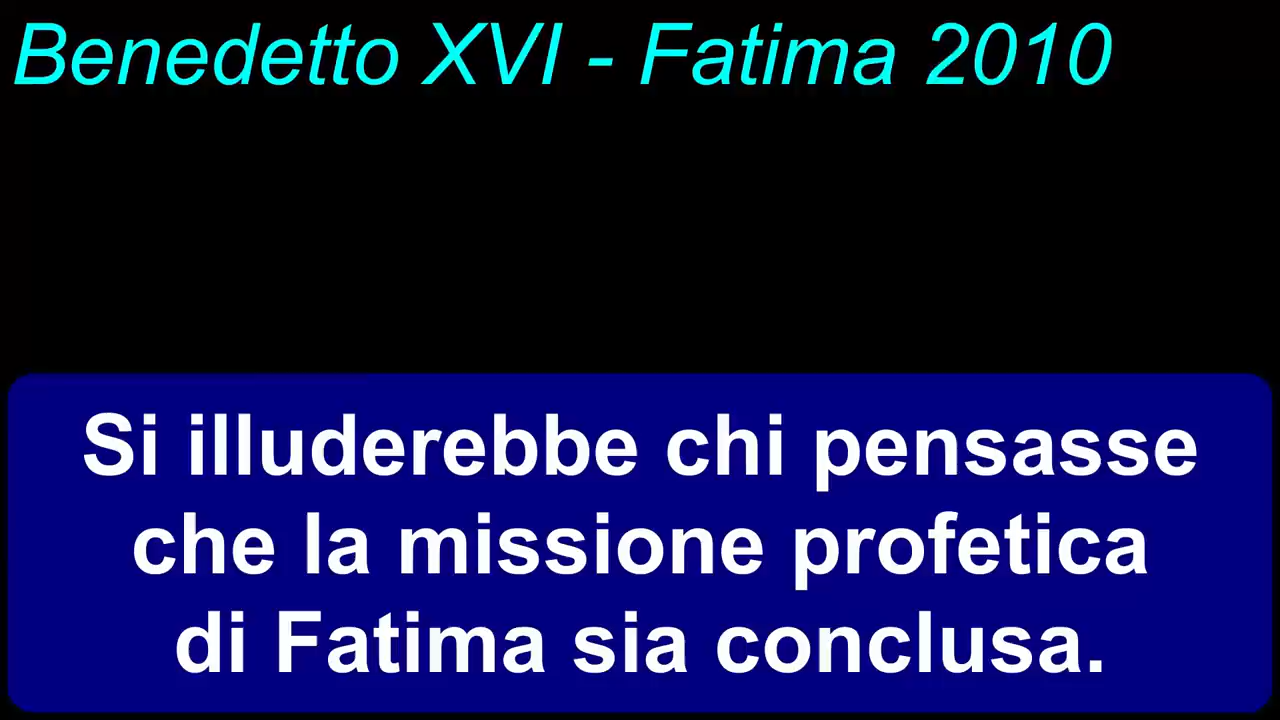 Benedetto XVI - Fatima 2010
Si illuderebbe chi pensasse
che la missione profetica
di Fatima sia conclusa.